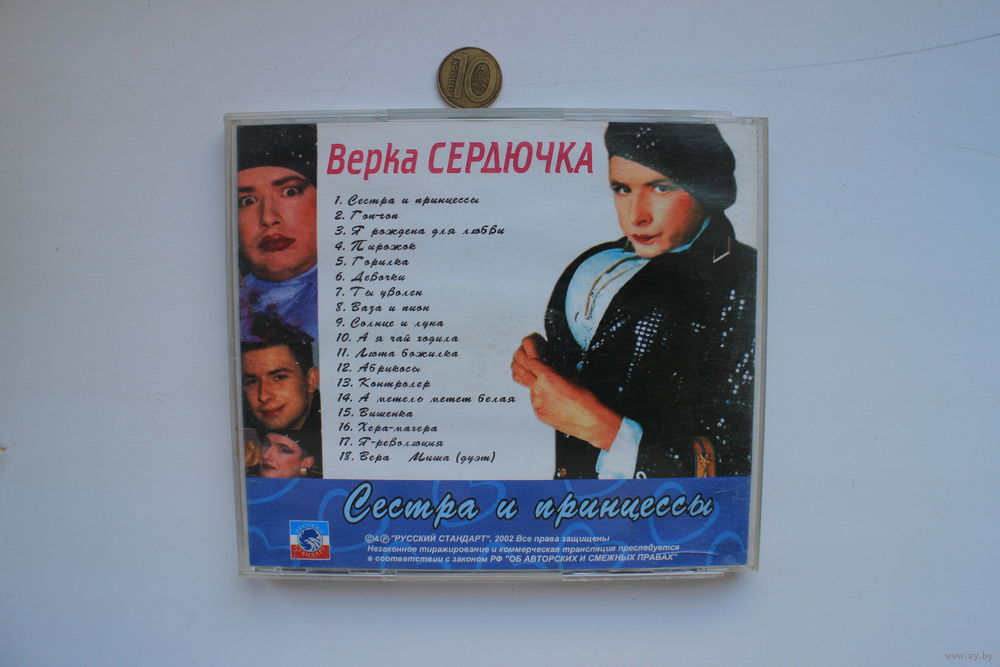 10 КОПЕЕК
Верка СЕРДЮЧКА
1. Сестра и принцессы
2. Гоп-гоп
3. Я рождена для любви
4. Пирожок
5. Горилка
6. Девочки
7. Ты уволен
8. Ваза и пион
9. Солнце и луна
10. А я чай ходила
11. Люта божилка
12. Абрикосы
13. Контролер
14. А метель метет белая
15. Вишенка
16. Хера-махера
17. Я-революция
18. Вера Миша (дуэт)
Сестра и принцессы
РУССКИЙ
СТАНДАРТ
©&℗ "РУССКИЙ СТАНДАРТ", 2002 Все права защищены
Незаконное тиражирование и коммерческая трансляция преследуется
в соответствии с законом РФ "ОБ АВТОРСКИХ И СМЕЖНЫХ ПРАВАХ"
www.ay.by